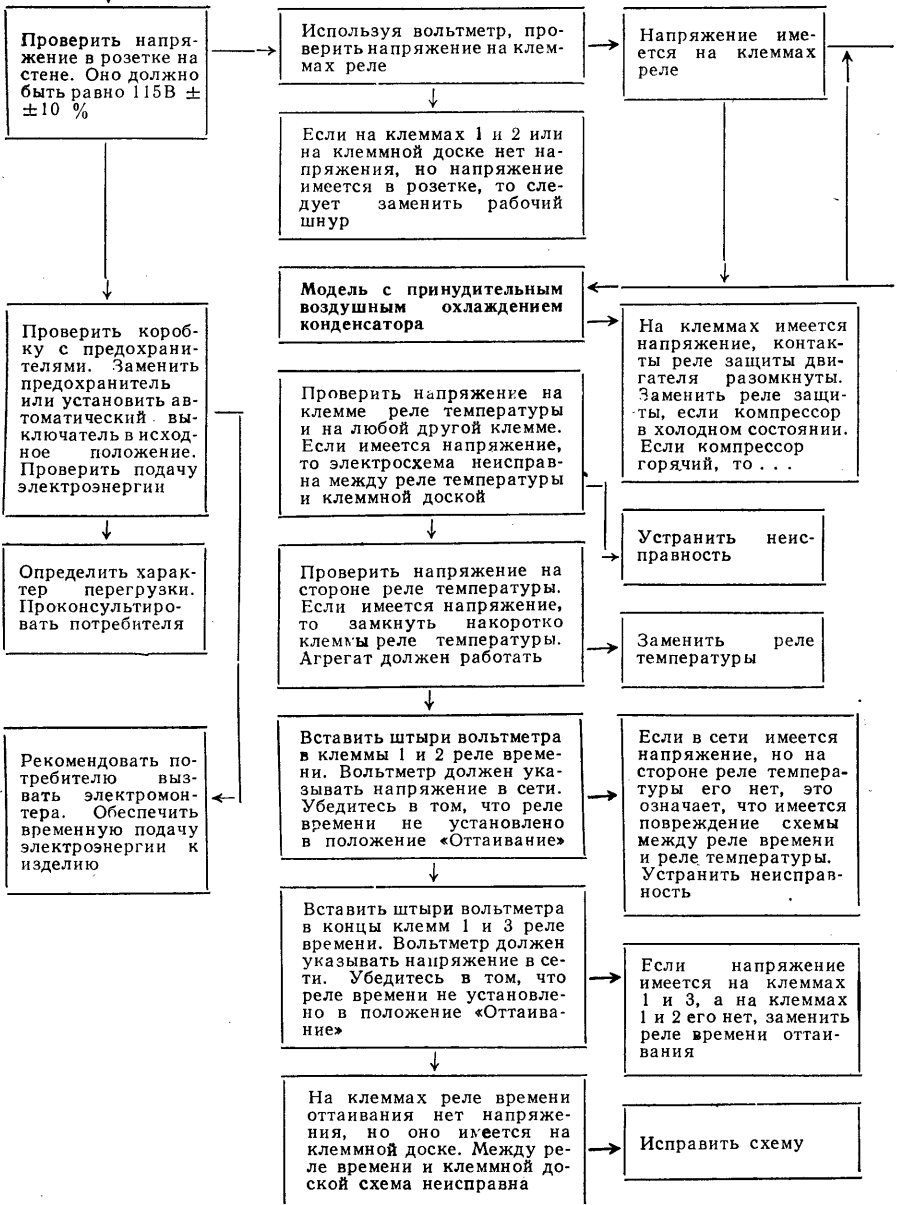 Проверить напря-
жение в розетке на
стене. Оно должно
быть равно 115В ±
±10 %
Используя вольтметр, про-
верить напряжение на клем-
мах реле
Напряжение име-
ется на клеммах
реле
Если на клеммах 1 и 2 или
на клеммной доске нет на-
пряжения, но напряжение
имеется в розетке, то сле-
дует заменить рабочий
шнур
Модель с принудительным
воздушным охлаждением
конденсатора
Проверить короб-
ку с предохрани-
телями. Заменить
предохранитель
или установить ав-
томатический вы-
ключатель в исход-
ное положение.
Проверить подачу
электроэнергии
На клеммах имеется
напряжение, контак-
ты реле защиты дви-
гателя разомкнуты.
Заменить реле защи-
ты, если компрессор
в холодном состоянии.
Если компрессор
горячий, то . . .
Проверить напряжение на
клемме реле температуры
и на любой другой клемме.
Если имеется напряжение,
то электросхема неисправ-
на между реле температуры
и клеммной доской
Устранить неис-
правность
Определить харак-
тер перегрузки.
Проконсультиро-
вать потребителя
Проверить напряжение на
стороне реле температуры.
Если имеется напряжение,
то замкнуть накоротко
клеммы реле температуры.
Агрегат должен работать
Заменить реле
температуры
Рекомендовать по-
требителю выз-
вать электромон-
тера. Обеспечить
временную подачу
электроэнергии к
изделию
Вставить штыри вольтметра
в клеммы 1 и 2 реле време-
ни. Вольтметр должен ука-
зывать напряжение в сети.
Убедитесь в том, что реле
времени не установлено
в положение «Оттаивание»
Если в сети имеется
напряжение, но на
стороне реле темпера-
туры его нет, это
означает, что имеется
повреждение схемы
между реле времени
и реле температуры.
Устранить неисправ-
ность
Вставить штыри вольтметра
в концы клемм 1 и 3 реле
времени. Вольтметр должен
указывать напряжение в се-
ти. Убедитесь в том, что
реле времени не установле-
но в положение «Оттаива-
ние»
Если напряжение
имеется на клеммах
1 и 3, а на клеммах
1 и 2 его нет, заменить
реле времени оттаи-
вания
На клеммах реле времени
оттаивания нет напряже-
ния, но оно имеется на
клеммной доске. Между ре-
ле времени и клеммной до-
ской схема неисправна
Исправить схему